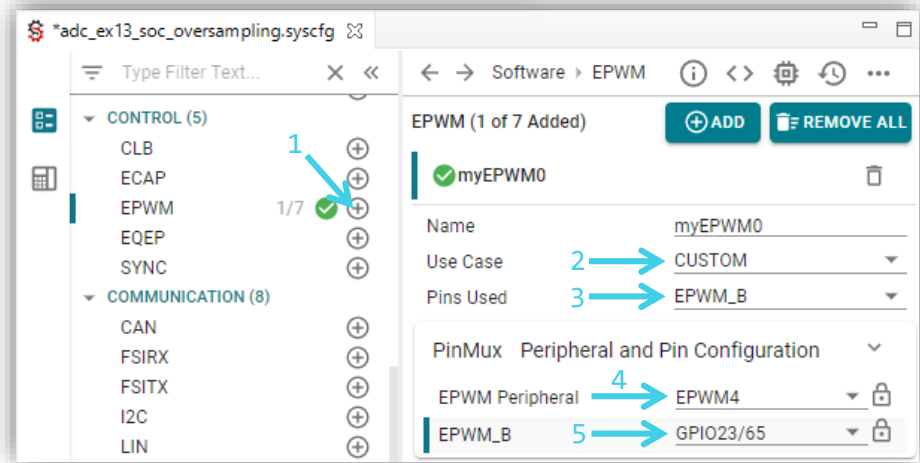 *adc_ex13_soc_oversampling.syscfg
Type Filter Text...
CONTROL (5)
CLB
ECAP
EPWM 1/7
EQEP
SYNC
COMMUNICATION (8)
CAN
FSIRX
FSITX
I2C
LIN
1
Software EPWM
EPWM (1 of 7 Added) ADD REMOVE ALL
myEPWM0
Name myEPWM0
Use Case 2 CUSTOM
Pins Used 3 EPWM_B
PinMux Peripheral and Pin Configuration
EPWM Peripheral 4 EPWM4
EPWM_B 5 GPIO23/65